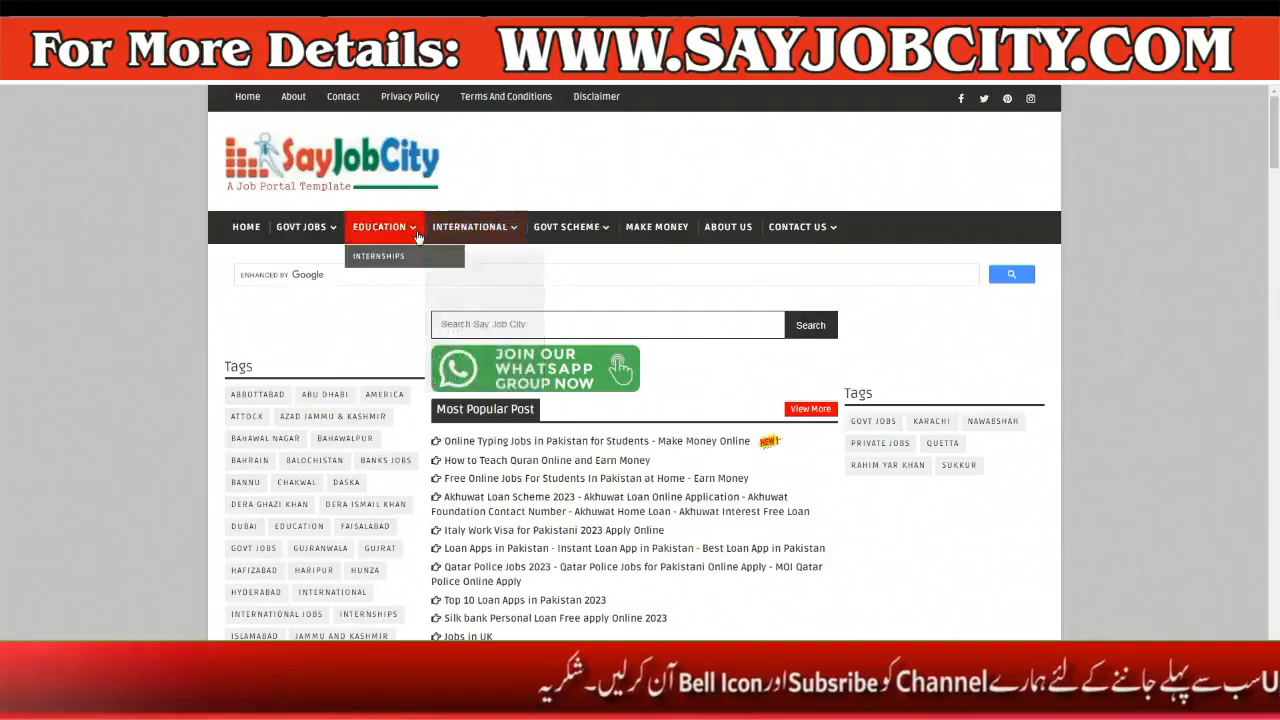 For More Details: WWW.SAYJOBCITY.COM
Home About Contact Privacy Policy Terms And Conditions Disclaimer
SayJobCity
A Job Portal Template
HOME GOVT JOBS EDUCATION INTERNATIONAL GOVT SCHEME MAKE MONEY ABOUT US CONTACT US
INTERNSHIPS
ENHANCED BY Google
Search Say Job City Search
JOIN OUR
WHATSAPP
GROUP NOW
Tags
ABBOTTABAD ABU DHABI AMERICA
ATTOCK AZAD JAMMU & KASHMIR
BAHAWAL NAGAR BAHAWALPUR
BAHRAIN BALOCHISTAN BANKS JOBS
BANNU CHAKWAL DASKA
DERA GHAZI KHAN DERA ISMAIL KHAN
DUBAI EDUCATION FAISALABAD
GOVT JOBS GUJRANWALA GUJRAT
HAFIZABAD HARIPUR HUNZA
HYDERABAD INTERNATIONAL
INTERNATIONAL JOBS INTERNSHIPS
ISLAMABAD JAMMU AND KASHMIR
Most Popular Post View More
Online Typing Jobs in Pakistan for Students - Make Money Online NEW!
How to Teach Quran Online and Earn Money
Free Online Jobs For Students In Pakistan at Home - Earn Money
Akhuwat Loan Scheme 2023 - Akhuwat Loan Online Application - Akhuwat
Foundation Contact Number - Akhuwat Home Loan - Akhuwat Interest Free Loan
Italy Work Visa for Pakistani 2023 Apply Online
Loan Apps in Pakistan - Instant Loan App in Pakistan - Best Loan App in Pakistan
Qatar Police Jobs 2023 - Qatar Police Jobs for Pakistani Online Apply - MOI Qatar
Police Online Apply
Top 10 Loan Apps in Pakistan 2023
Silk bank Personal Loan Free apply Online 2023
Jobs in UK
Tags
GOVT JOBS KARACHI NAWABSHAH
PRIVATE JOBS QUETTA
RAHIM YAR KHAN SUKKUR
سب سے پہلے جاننے کے لئے ہمارے Channel کو Subsribe اور Bell Icon آن کرلیں۔ شکریہ